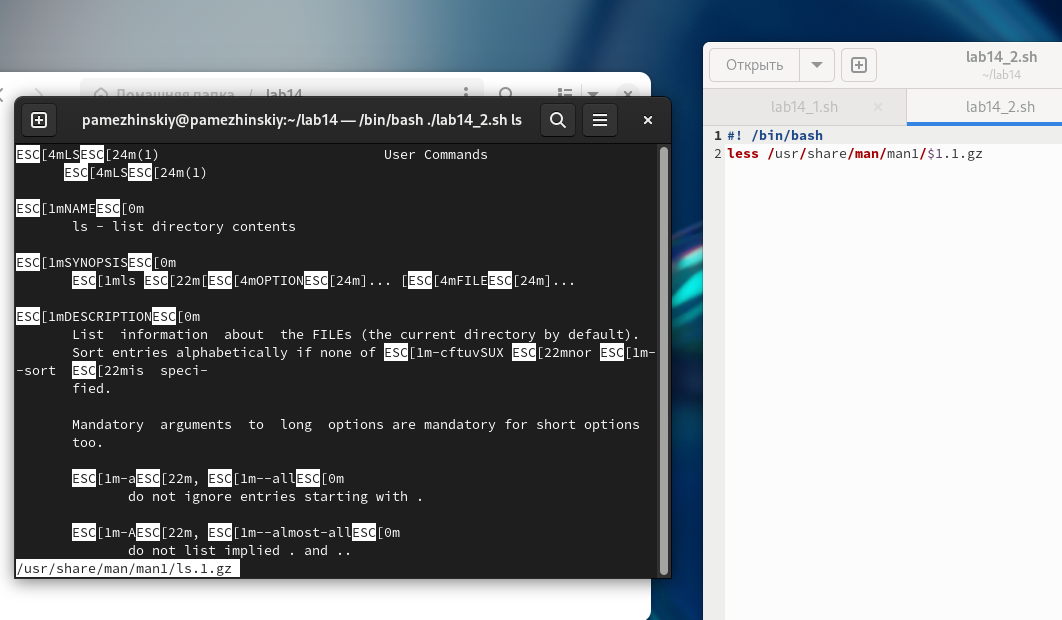 Домашняя папка / lab14
pamezhinskiy@pamezhinskiy:~/lab14 — /bin/bash ./lab14_2.sh ls
ESC[4mLSESC[24m(1)                            User Commands
      ESC[4mLSESC[24m(1)
ESC[1mNAMEESC[0m
       ls - list directory contents
ESC[1mSYNOPSISESC[0m
       ESC[1mls ESC[22m[ESC[4mOPTIONESC[24m]... [ESC[4mFILEESC[24m]...
ESC[1mDESCRIPTIONESC[0m
       List  information  about  the FILEs (the current directory by default).
       Sort entries alphabetically if none of ESC[1m-cftuvSUX ESC[22mnor ESC[1m-
-sort  ESC[22mis  speci-
       fied.
       Mandatory  arguments  to  long  options are mandatory for short options
       too.
       ESC[1m-aESC[22m, ESC[1m--allESC[0m
              do not ignore entries starting with .
       ESC[1m-AESC[22m, ESC[1m--almost-allESC[0m
              do not list implied . and ..
/usr/share/man/man1/ls.1.gz
Открыть
lab14_2.sh
~/lab14
lab14_1.sh ×
lab14_2.sh
1 #! /bin/bash
2 less /usr/share/man/man1/$1.1.gz